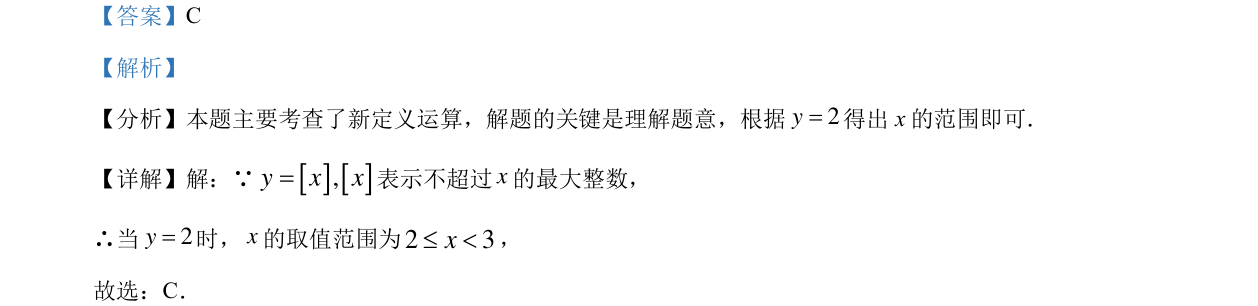 【答案】C
【解析】
【分析】本题主要考查了新定义运算，解题的关键是理解题意，根据 y = 2 得出 x 的范围即可．
【详解】解：∵ y = [x],[x] 表示不超过 x 的最大整数，
∴当 y = 2 时， x 的取值范围为 2 ≤ x < 3 ，
故选：C．